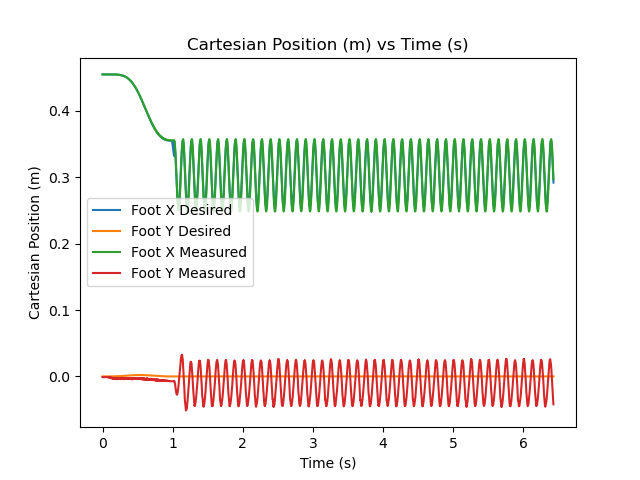 Cartesian Position (m) vs Time (s)
Cartesian Position (m)
0.4
0.3
0.2
0.1
0.0
Foot X Desired
Foot Y Desired
Foot X Measured
Foot Y Measured
0 1 2 3 4 5 6
Time (s)